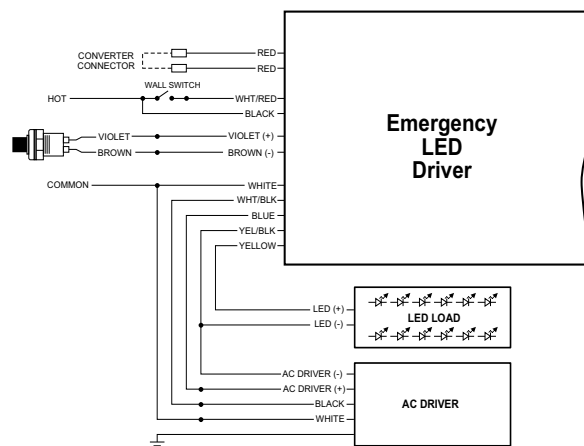 CONVERTER
CONNECTOR
RED
RED
WALL SWITCH
HOT
WHT/RED
BLACK
VIOLET
VIOLET (+)
BROWN
BROWN (-)
Emergency
LED
Driver
COMMON
WHITE
WHT/BLK
BLUE
YEL/BLK
YELLOW
LED (+)
LED (-)
LED LOAD
AC DRIVER (-)
AC DRIVER (+)
BLACK
WHITE
AC DRIVER